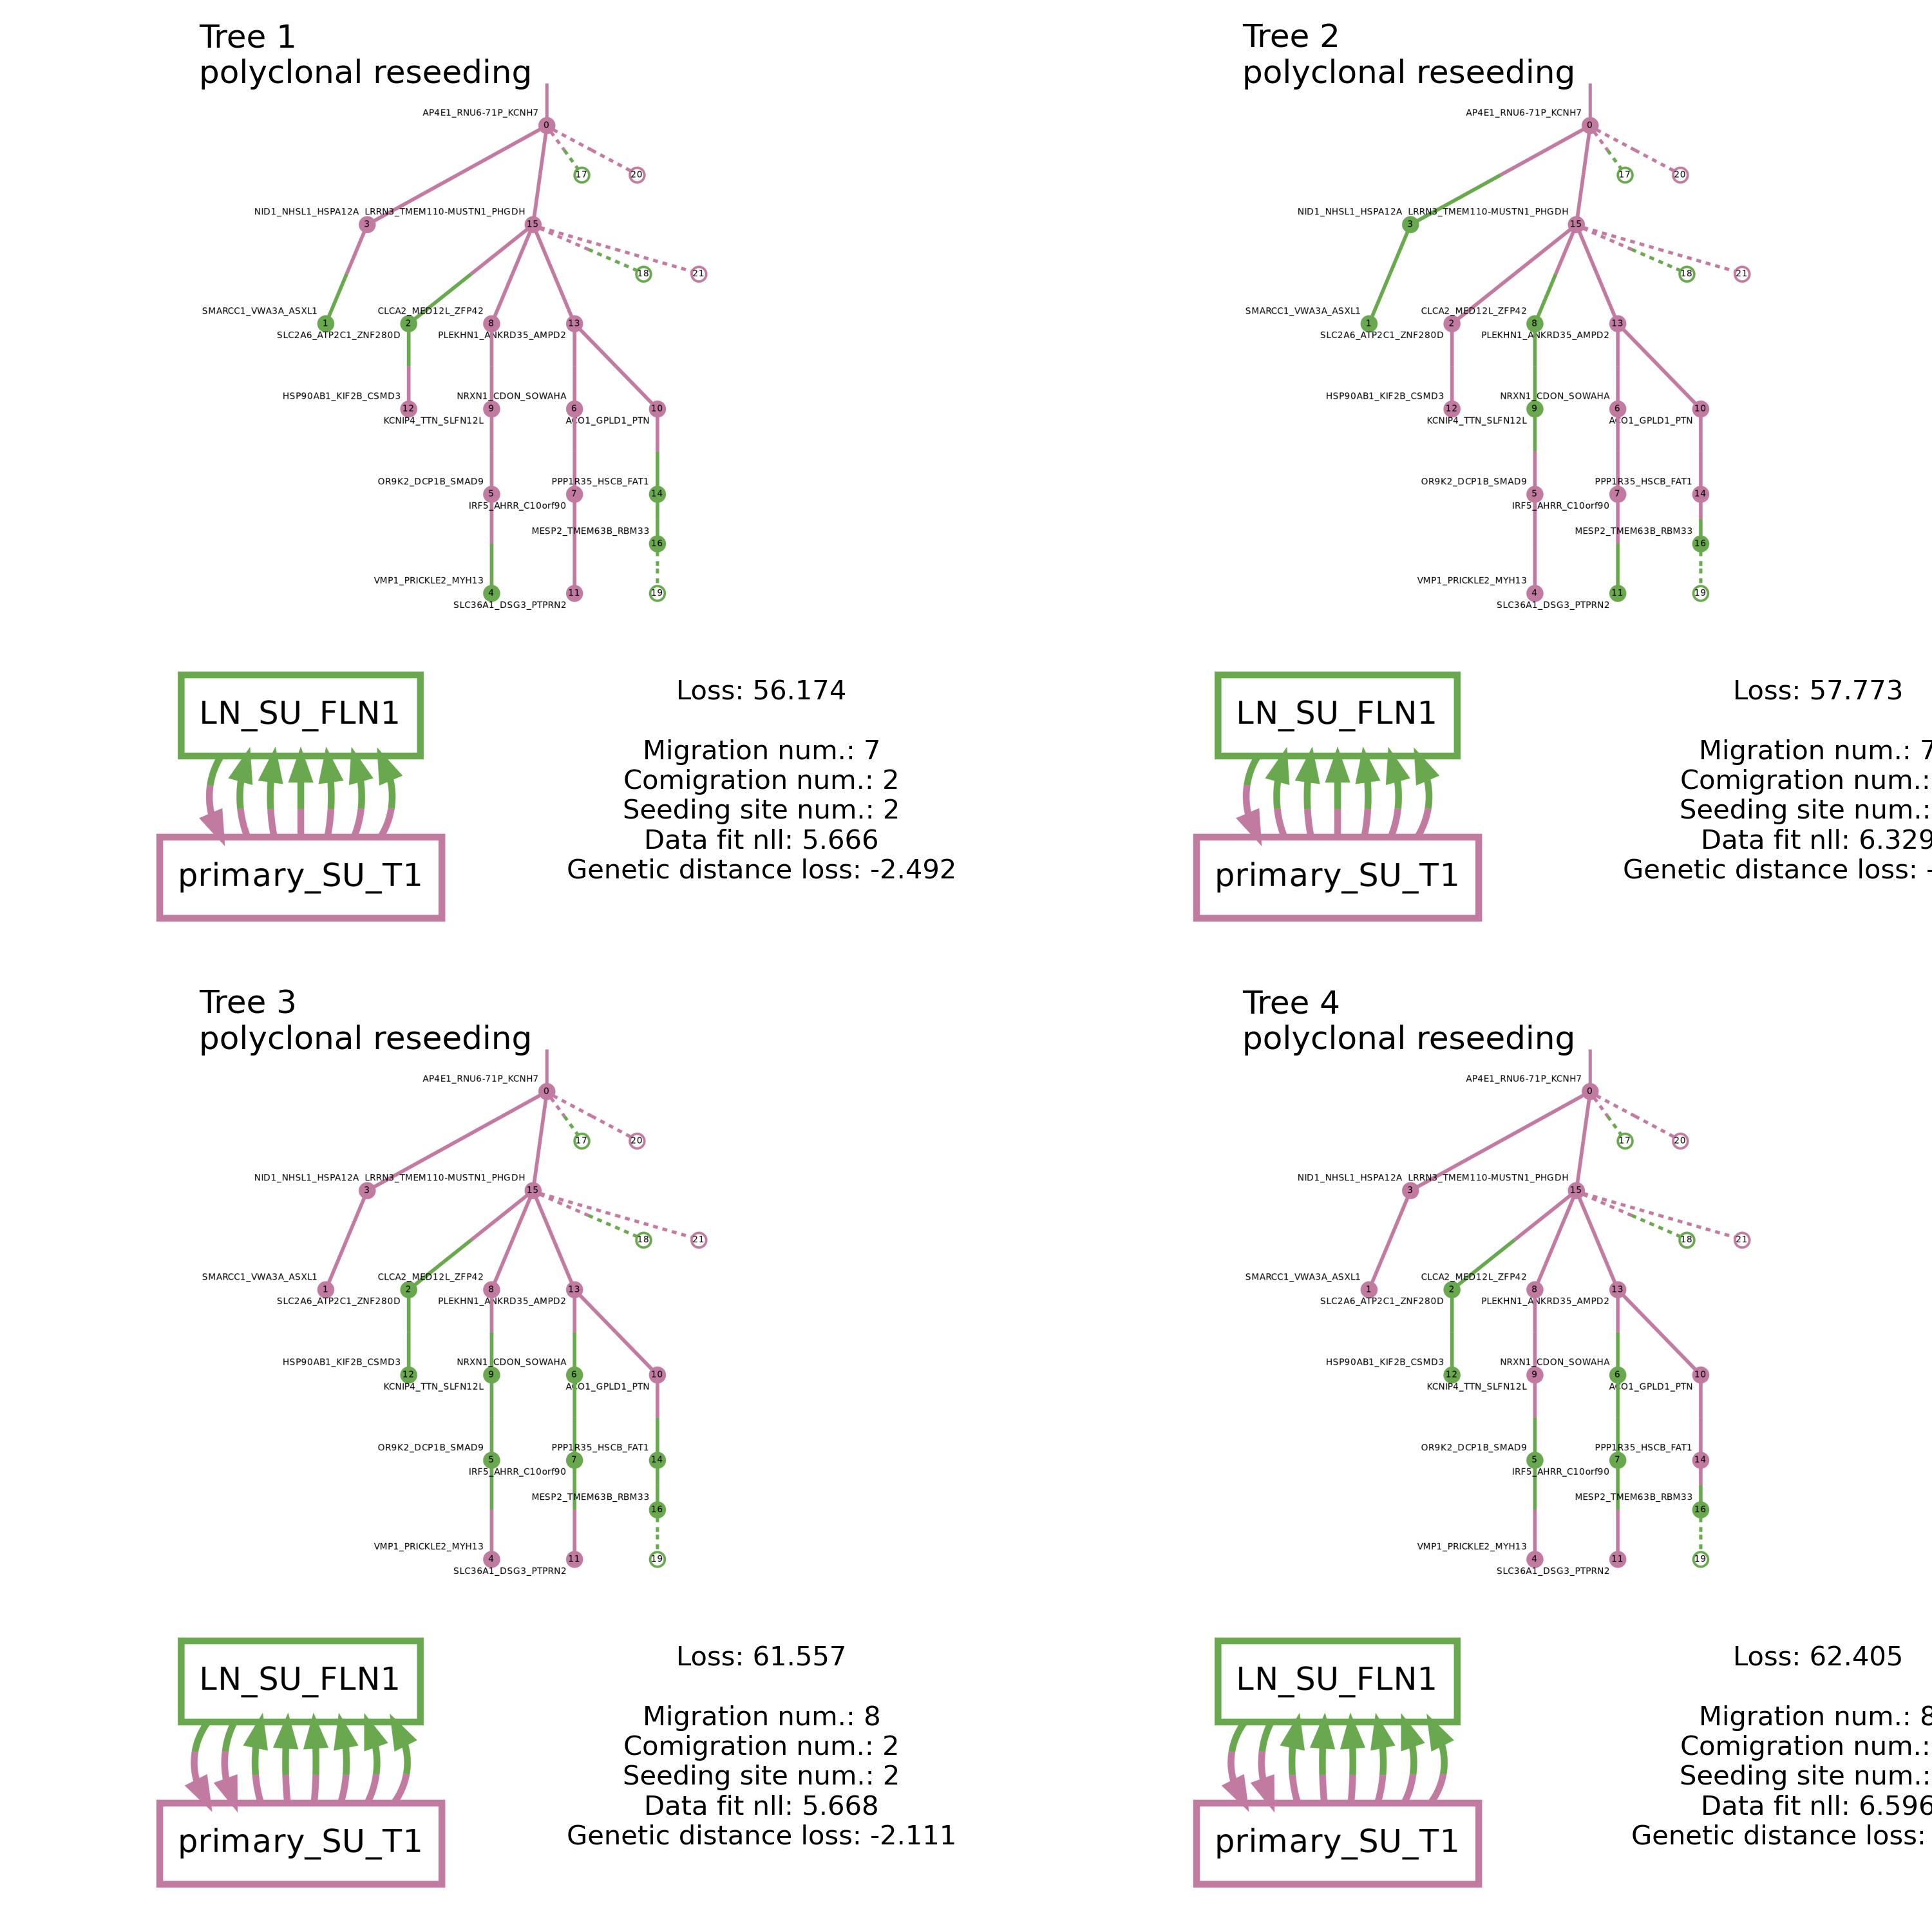 Tree 1
polyclonal reseeding
AP4E1_RNU6-71P_KCNH7
0
17
20
NID1_NHSL1_HSPA12A LRRN3_TMEM110-MUSTN1_PHGDH
3
15
18
21
SMARCC1_VWA3A_ASXL1
CLCA2_MED12L_ZFP42
1
2
8
13
SLC2A6_ATP2C1_ZNF280D
PLEKHN1_ANKRD35_AMPD2
HSP90AB1_KIF2B_CSMD3
NRXN1_CDON_SOWAHA
12
9
6
10
KCNIP4_TTN_SLFN12L
_GPLD1_PTN
OR9K2_DCP1B_SMAD9
PPP1R35_HSCB_FAT1
5
7
14
IRF5_AHRR_C10orf90
MESP2_TMEM63B_RBM33
16
VMP1_PRICKLE2_MYH13
4
11
19
SLC36A1_DSG3_PTPRN2
LN_SU_FLN1
primary_SU_T1
Loss: 56.174
Migration num.: 7
Comigration num.: 2
Seeding site num.: 2
Data fit nll: 5.666
Genetic distance loss: -2.492
Tree 2
polyclonal reseeding
AP4E1_RNU6-71P_KCNH7
0
17
20
NID1_NHSL1_HSPA12A LRRN3_TMEM110-MUSTN1_PHGDH
3
15
18
21
SMARCC1_VWA3A_ASXL1
CLCA2_MED12L_ZFP42
1
2
8
13
SLC2A6_ATP2C1_ZNF280D
PLEKHN1_ANKRD35_AMPD2
HSP90AB1_KIF2B_CSMD3
NRXN1_CDON_SOWAHA
12
9
6
10
KCNIP4_TTN_SLFN12L
_GPLD1_PTN
OR9K2_DCP1B_SMAD9
PPP1R35_HSCB_FAT1
5
7
14
IRF5_AHRR_C10orf90
MESP2_TMEM63B_RBM33
16
VMP1_PRICKLE2_MYH13
4
11
19
SLC36A1_DSG3_PTPRN2
LN_SU_FLN1
primary_SU_T1
Loss: 57.773
Migration num.: 7
Comigration num.:
Seeding site num.:
Data fit nll: 6.329
Genetic distance loss: -
Tree 3
polyclonal reseeding
AP4E1_RNU6-71P_KCNH7
0
17
20
NID1_NHSL1_HSPA12A LRRN3_TMEM110-MUSTN1_PHGDH
3
15
18
21
SMARCC1_VWA3A_ASXL1
CLCA2_MED12L_ZFP42
1
2
8
13
SLC2A6_ATP2C1_ZNF280D
PLEKHN1_ANKRD35_AMPD2
HSP90AB1_KIF2B_CSMD3
NRXN1_CDON_SOWAHA
12
9
6
10
KCNIP4_TTN_SLFN12L
_GPLD1_PTN
OR9K2_DCP1B_SMAD9
PPP1R35_HSCB_FAT1
5
7
14
IRF5_AHRR_C10orf90
MESP2_TMEM63B_RBM33
16
VMP1_PRICKLE2_MYH13
4
11
19
SLC36A1_DSG3_PTPRN2
LN_SU_FLN1
primary_SU_T1
Loss: 61.557
Migration num.: 8
Comigration num.: 2
Seeding site num.: 2
Data fit nll: 5.668
Genetic distance loss: -2.111
Tree 4
polyclonal reseeding
AP4E1_RNU6-71P_KCNH7
0
17
20
NID1_NHSL1_HSPA12A LRRN3_TMEM110-MUSTN1_PHGDH
3
15
18
21
SMARCC1_VWA3A_ASXL1
CLCA2_MED12L_ZFP42
1
2
8
13
SLC2A6_ATP2C1_ZNF280D
PLEKHN1_ANKRD35_AMPD2
HSP90AB1_KIF2B_CSMD3
NRXN1_CDON_SOWAHA
12
9
6
10
KCNIP4_TTN_SLFN12L
_GPLD1_PTN
OR9K2_DCP1B_SMAD9
PPP1R35_HSCB_FAT1
5
7
14
IRF5_AHRR_C10orf90
MESP2_TMEM63B_RBM33
16
VMP1_PRICKLE2_MYH13
4
11
19
SLC36A1_DSG3_PTPRN2
LN_SU_FLN1
primary_SU_T1
Loss: 62.405
Migration num.: 8
Comigration num.:
Seeding site num.:
Data fit nll: 6.596
Genetic distance loss: